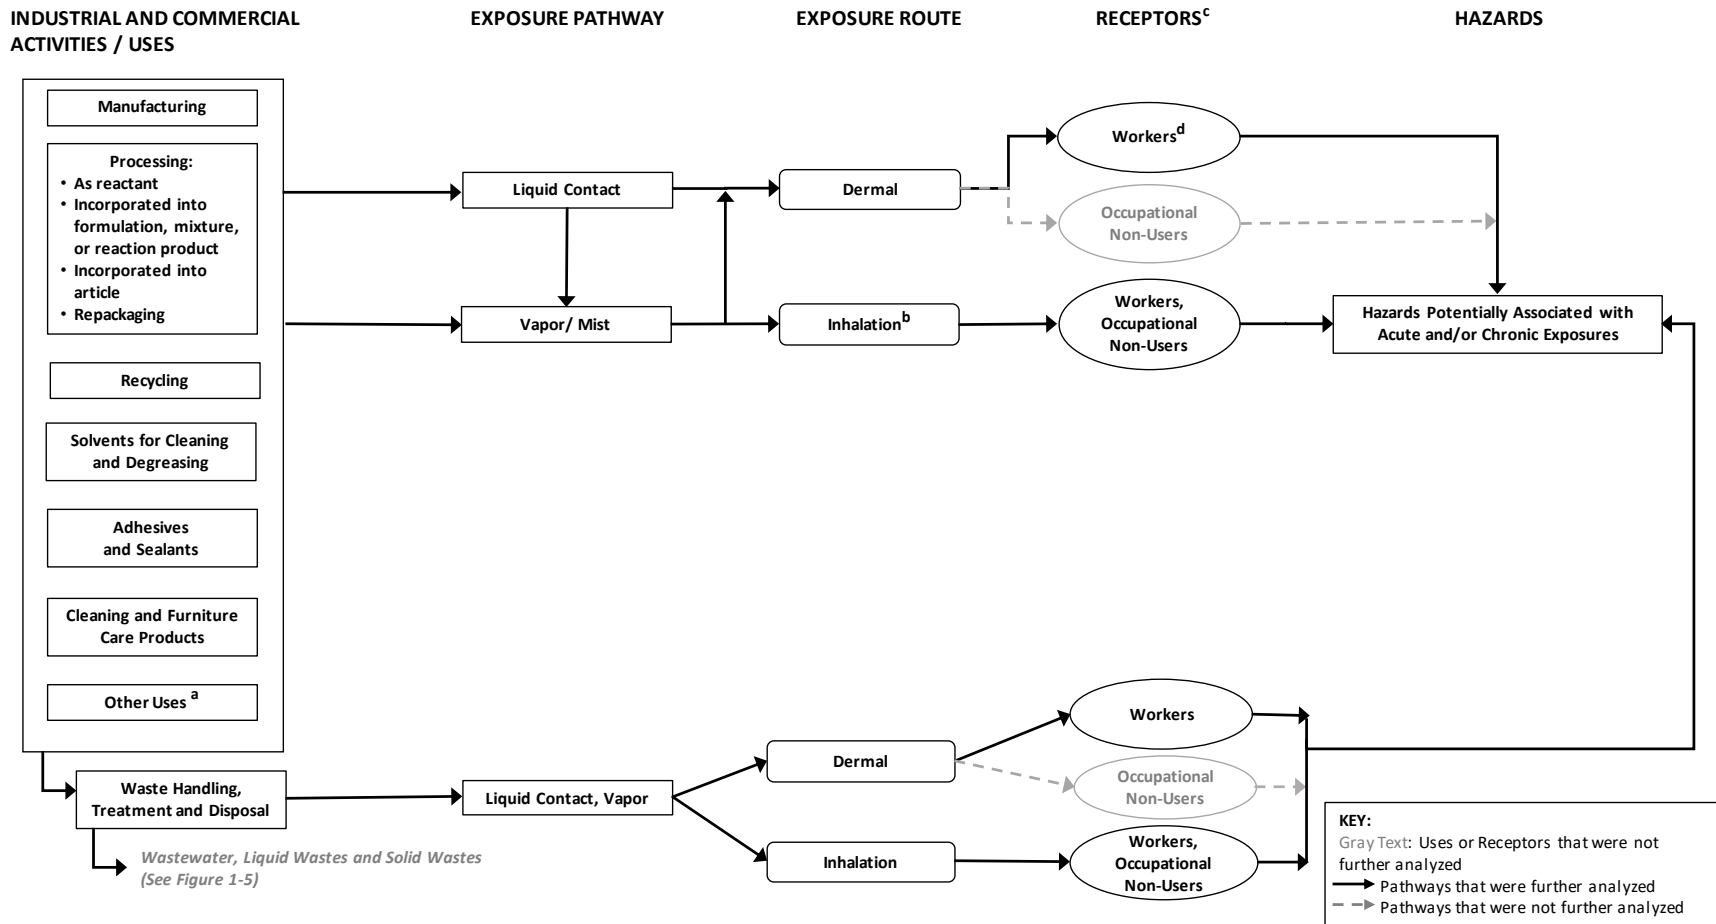 INDUSTRIAL AND COMMERCIAL
ACTIVITIES / USES
EXPOSURE PATHWAY
EXPOSURE ROUTE
RECEPTORSc
HAZARDS
Manufacturing
Processing:
• As reactant
• Incorporated into
formulation, mixture,
or reaction product
• Incorporated into
article
• Repackaging
Recycling
Solvents for Cleaning
and Degreasing
Adhesives
and Sealants
Cleaning and Furniture
Care Products
Other Uses a
Waste Handling,
Treatment and Disposal
Wastewater, Liquid Wastes and Solid Wastes
(See Figure 1-5)
Liquid Contact
Vapor/ Mist
Liquid Contact, Vapor
Dermal
Inhalationb
Dermal
Inhalation
Workersd
Occupational
Non-Users
Workers,
Occupational
Non-Users
Workers
Occupational
Non-Users
Workers,
Occupational
Non-Users
Hazards Potentially Associated with
Acute and/or Chronic Exposures
KEY:
Gray Text: Uses or Receptors that were not
further analyzed
Pathways that were further analyzed
Pathways that were not further analyzed